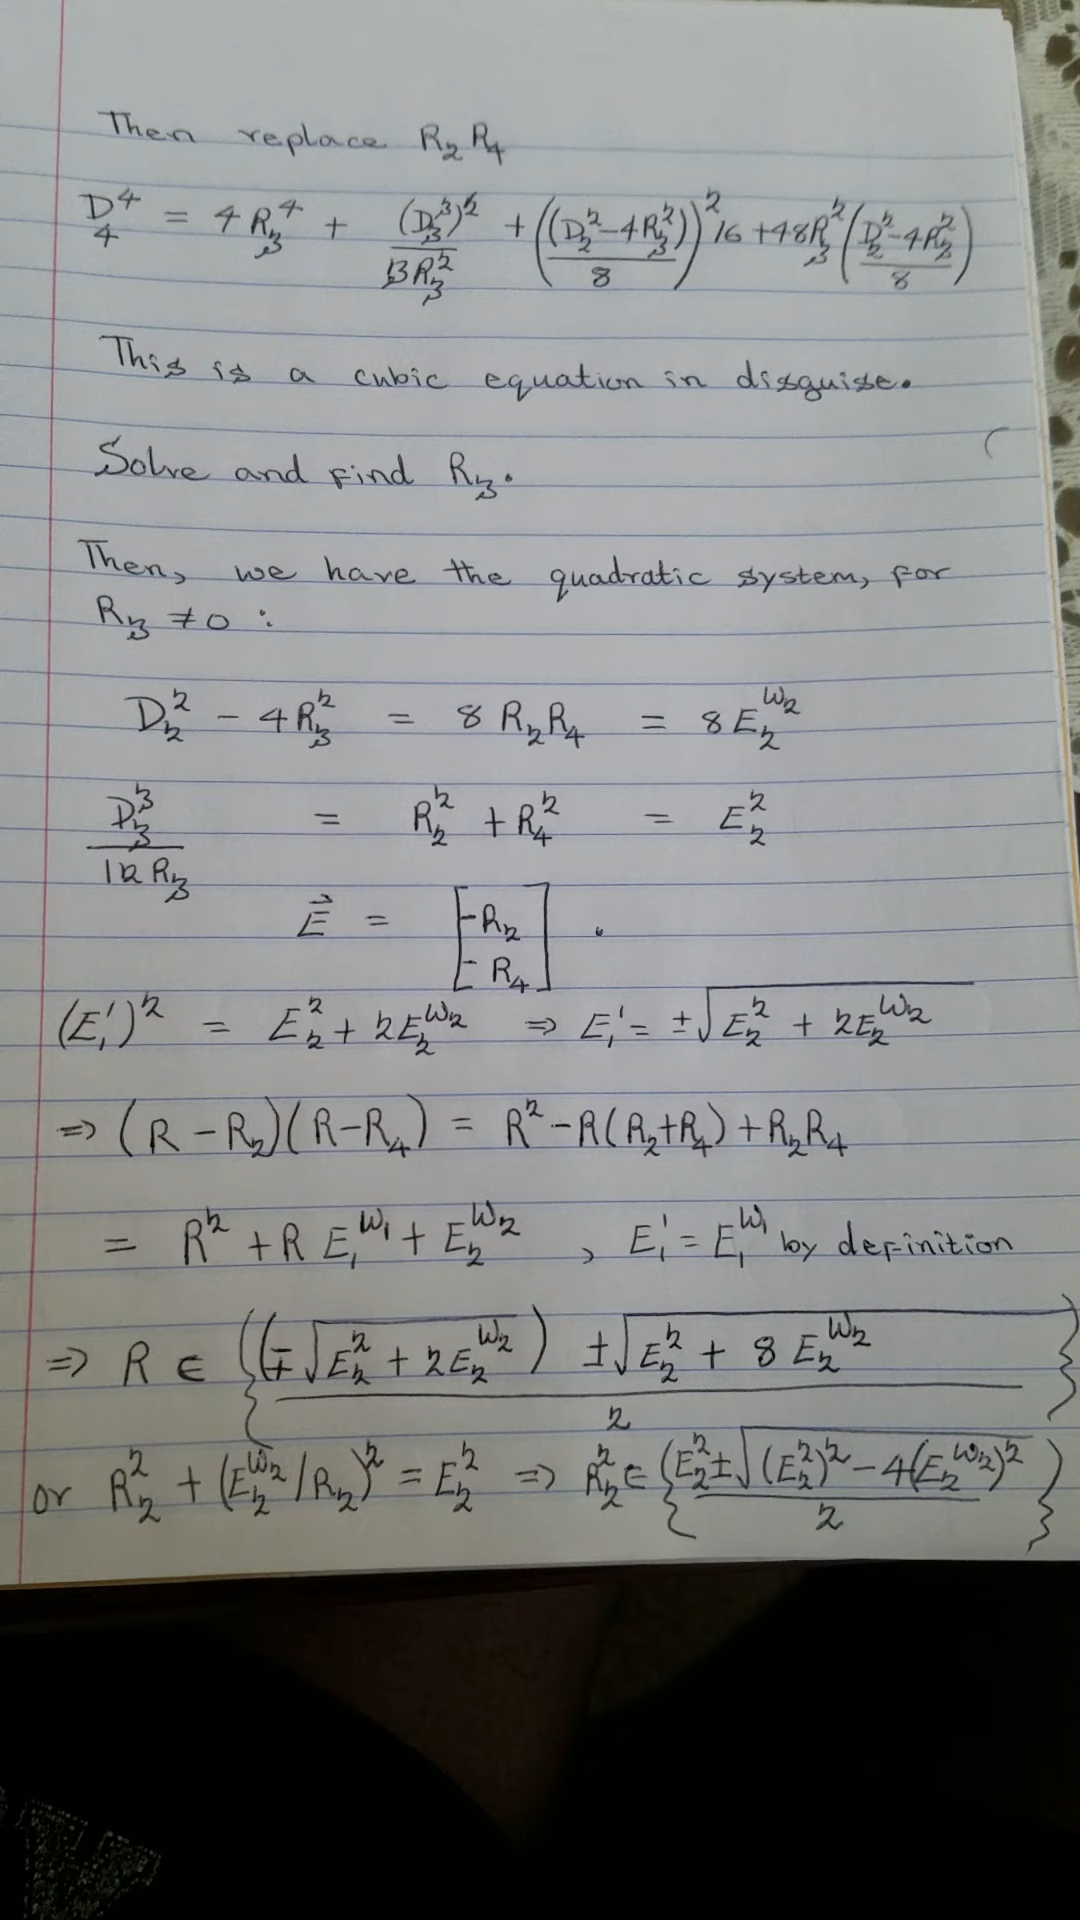 Then replace R₂ R₄
D₄⁴ = 4 R₃⁴ + (D₃³)² / 3R₃² + ((D₂² − 4R₃²) / 8)² 16 + 48R₃² (D₂² − 4R₃² / 8)
This is a cubic equation in disguise.
Solve and find R₃.
Then, we have the quadratic system, for
R₃ ≠ 0 :
D₂² − 4R₃² = 8 R₂R₄ = 8 E₂^W₂
D₃³ / 12 R₃ = R₂² + R₄² = E₂²
E⃗ = [−R₂
− R₄] .
(E₁')² = E₂² + 2E₂^W₂ ⇒ E₁' = ±√(E₂² + 2E₂^W₂)
⇒ (R − R₂)(R − R₄) = R² − R(R₂+R₄) + R₂R₄
= R² + R E₁^W₁ + E₂^W₂ , E₁' = E₁^W₁ by definition
⇒ R ∈ {((∓√(E₂² + 2E₂^W₂)) ±√(E₂² + 8 E₂^W₂)) / 2}
or R₂² + (E₂^W₂ / R₂)² = E₂² ⇒ R₂² ∈ {(E₂² ± √((E₂²)² − 4(E₂^W₂)²)) / 2}